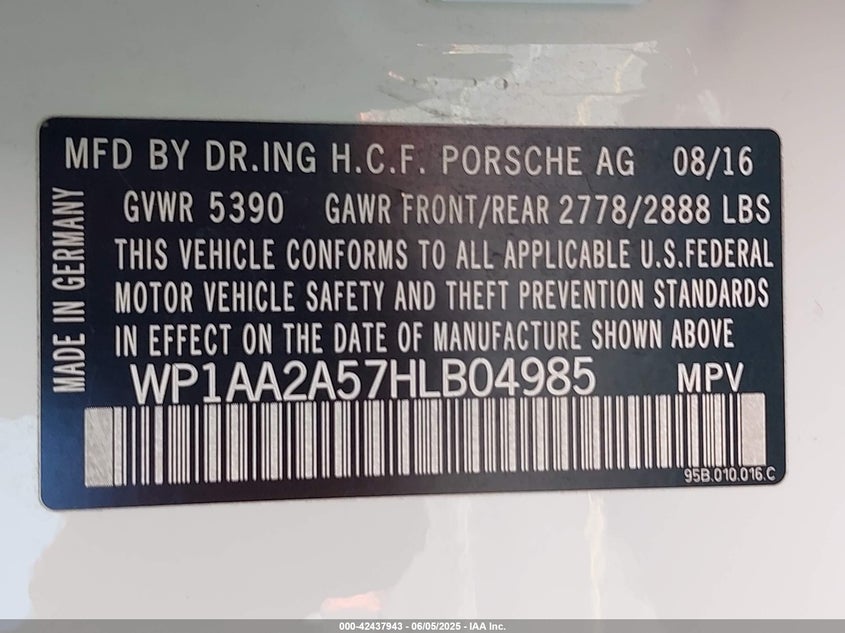 MFD BY DR.ING H.C.F. PORSCHE AG 08/16
GVWR 5390 GAWR FRONT/REAR 2778/2888 LBS
THIS VEHICLE CONFORMS TO ALL APPLICABLE U.S.FEDERAL
MOTOR VEHICLE SAFETY AND THEFT PREVENTION STANDARDS
IN EFFECT ON THE DATE OF MANUFACTURE SHOWN ABOVE
WP1AA2A57HLB04985 MPV
95B.010.016.C
MADE IN GERMANY
000-42437943 - 06/05/2025 - IAA Inc.